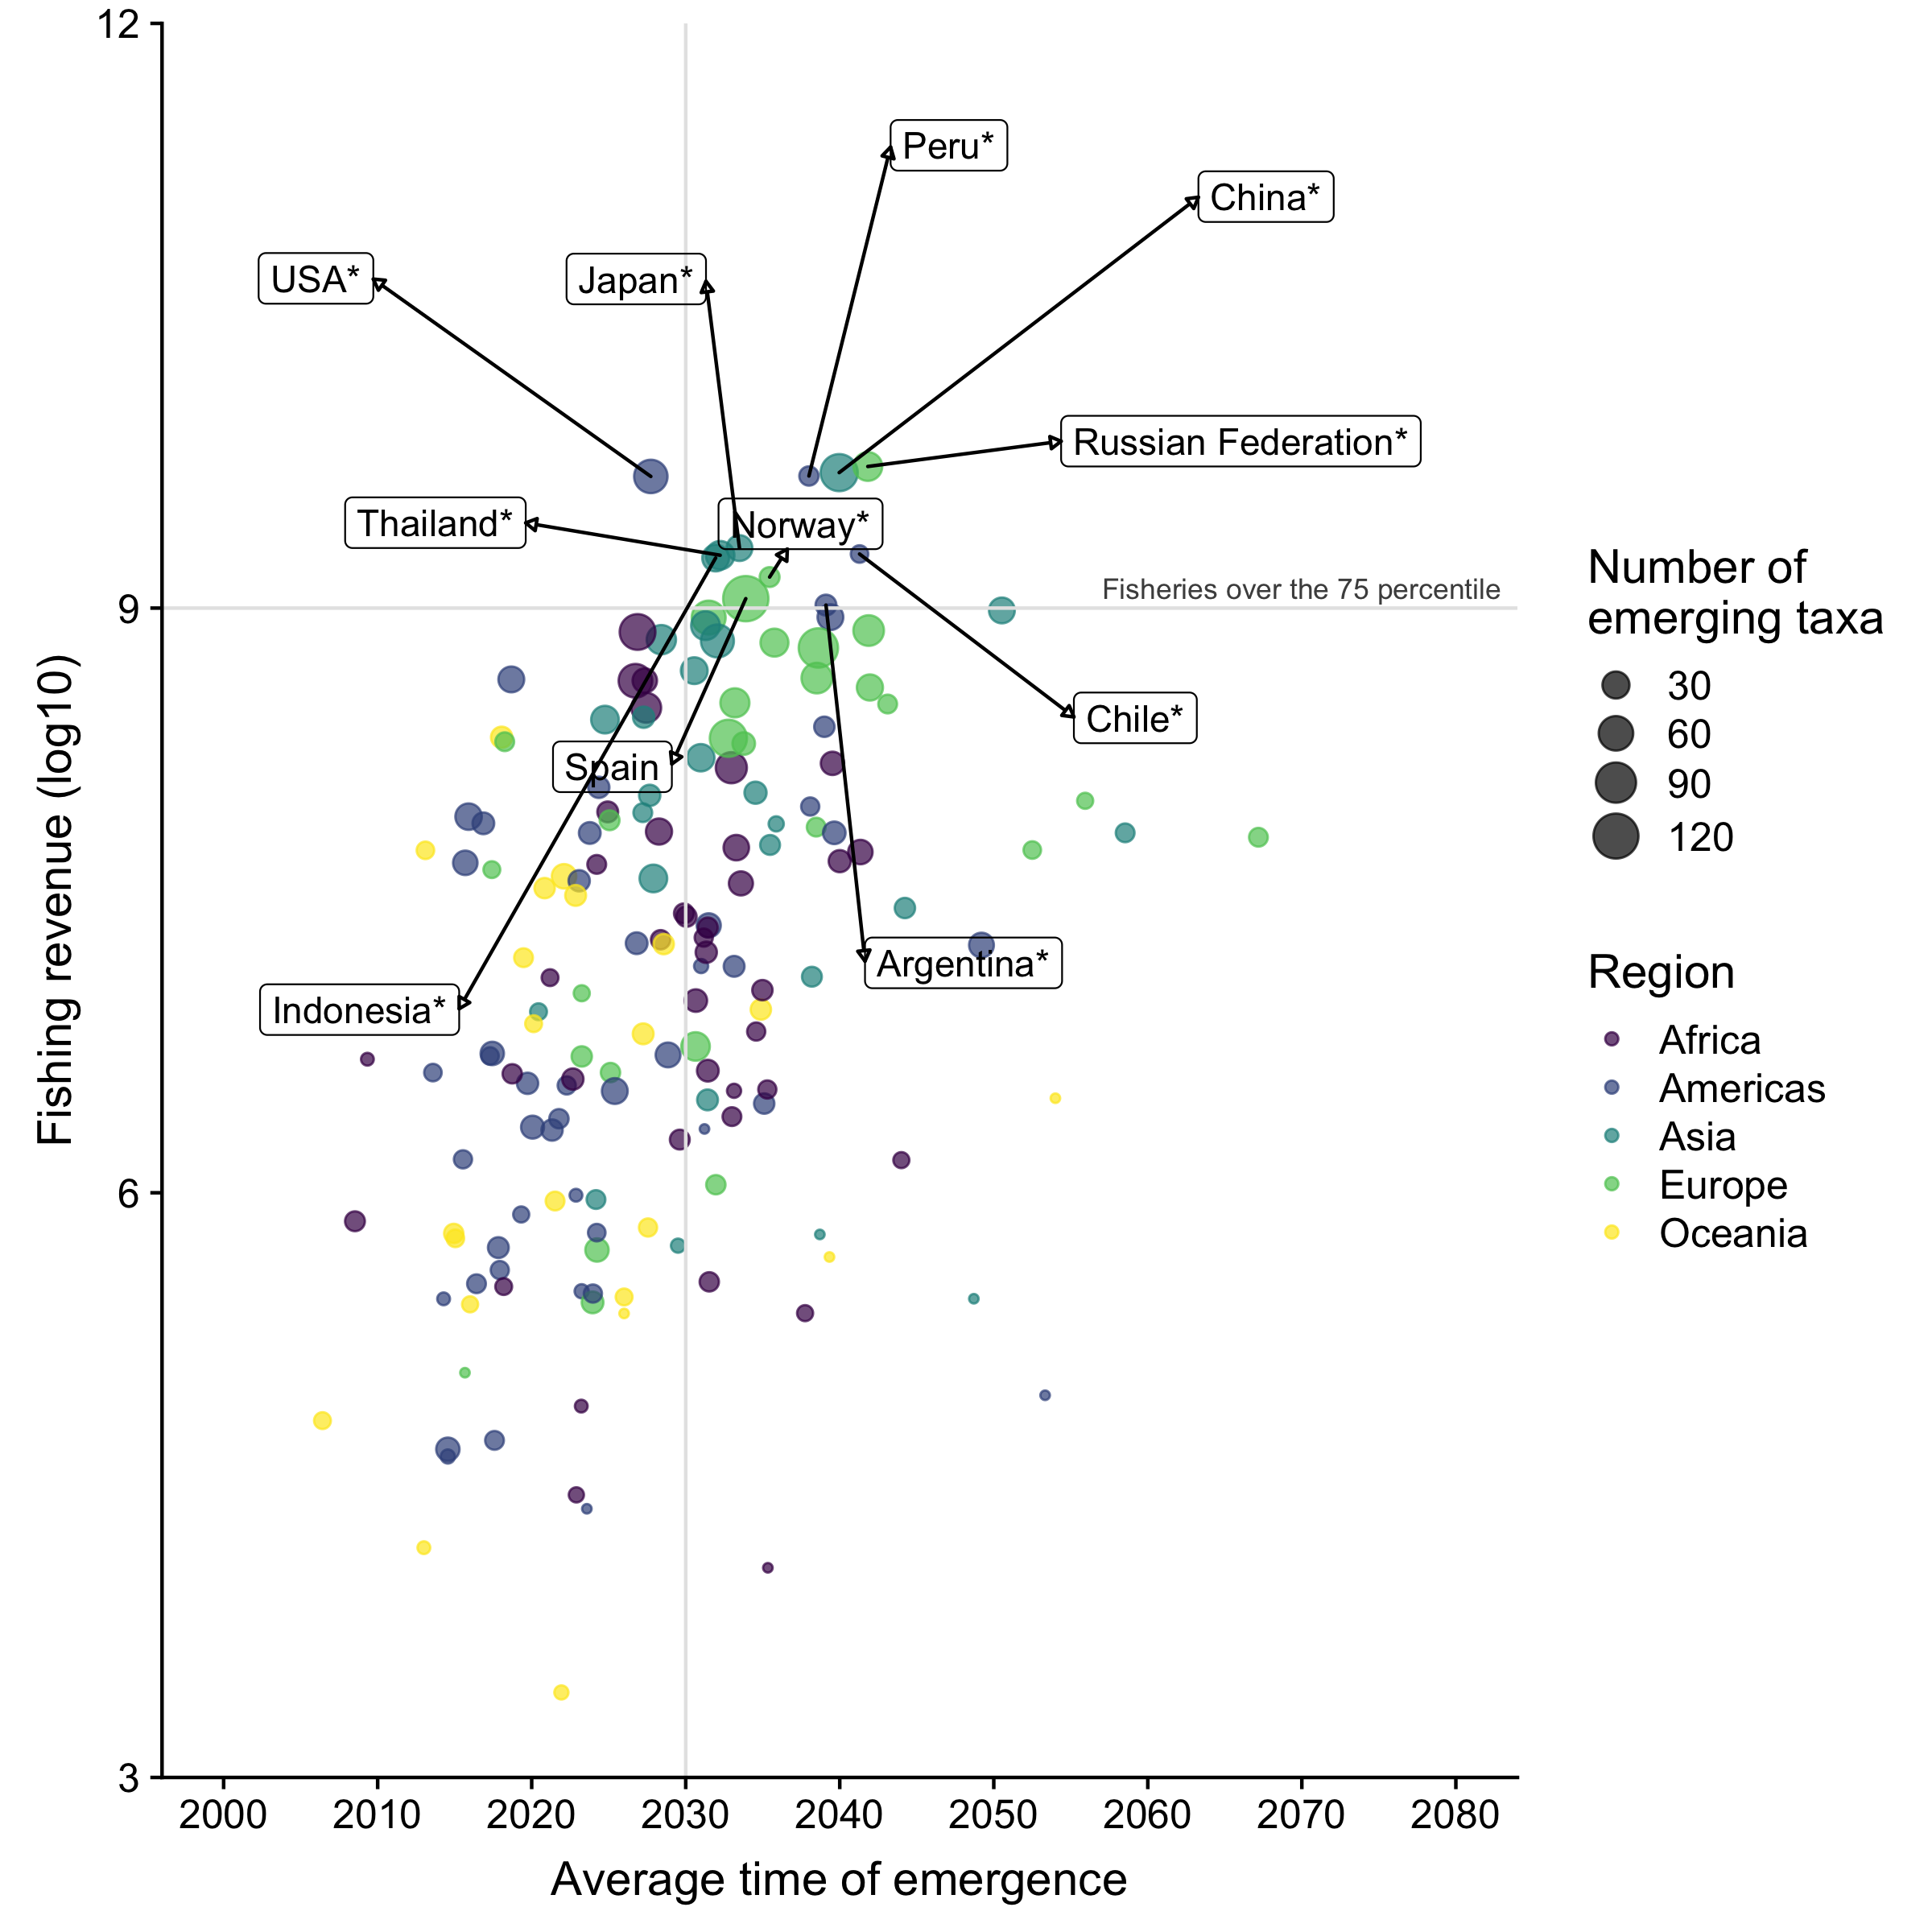 12
9
6
3
Fishing revenue (log10)
Peru*
China*
USA*
Japan*
Russian Federation*
Thailand*
Norway*
Fisheries over the 75 percentile
Chile*
Spain
Argentina*
Indonesia*
2000 2010 2020 2030 2040 2050 2060 2070 2080
Average time of emergence
Number of
emerging taxa
30
60
90
120
Region
Africa
Americas
Asia
Europe
Oceania